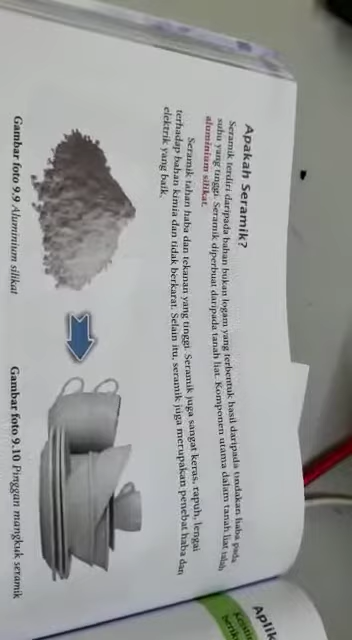 Apakah Seramik?
Seramik terdiri daripada bahan bukan logam yang terbentuk hasil daripada tindakan haba pada
suhu yang tinggi. Seramik diperbuat daripada tanah liat. Komponen utama dalam tanah liat ialah
aluminium silikat.
Seramik tahan haba dan tekanan yang tinggi. Seramik juga sangat keras, rapuh, lengai
terhadap bahan kimia dan tidak berkarat. Selain itu, seramik juga merupakan penebat haba dan
elektrik yang baik.
Gambar foto 9.9 Aluminium silikat
Gambar foto 9.10 Pinggan mangkuk seramik